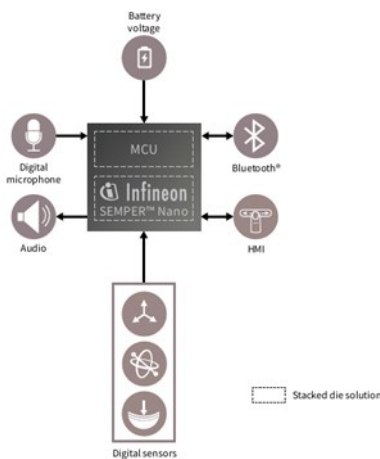 Battery
voltage
MCU
Digital
microphone
Bluetooth®
Infineon
SEMPER™ Nano
Audio
HMI
Stacked die solution
Digital sensors